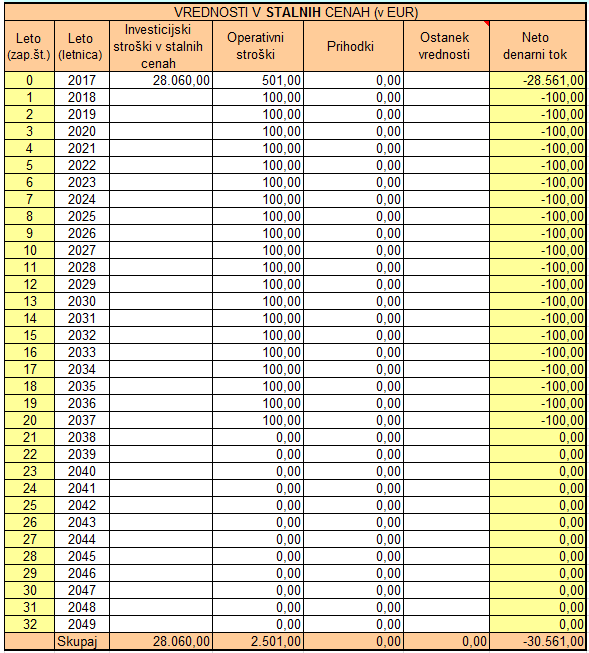 VREDNOSTI V STALNIH CENAH (v EUR)
Leto (zap.št.) Leto (letnica) Investicijski stroški v stalnih cenah Operativni stroški Prihodki Ostanek vrednosti Neto denarni tok
0 2017 28.060,00 501,00 0,00 -28.561,00
1 2018 100,00 0,00 -100,00
2 2019 100,00 0,00 -100,00
3 2020 100,00 0,00 -100,00
4 2021 100,00 0,00 -100,00
5 2022 100,00 0,00 -100,00
6 2023 100,00 0,00 -100,00
7 2024 100,00 0,00 -100,00
8 2025 100,00 0,00 -100,00
9 2026 100,00 0,00 -100,00
10 2027 100,00 0,00 -100,00
11 2028 100,00 0,00 -100,00
12 2029 100,00 0,00 -100,00
13 2030 100,00 0,00 -100,00
14 2031 100,00 0,00 -100,00
15 2032 100,00 0,00 -100,00
16 2033 100,00 0,00 -100,00
17 2034 100,00 0,00 -100,00
18 2035 100,00 0,00 -100,00
19 2036 100,00 0,00 -100,00
20 2037 100,00 0,00 -100,00
21 2038 0,00 0,00 0,00
22 2039 0,00 0,00 0,00
23 2040 0,00 0,00 0,00
24 2041 0,00 0,00 0,00
25 2042 0,00 0,00 0,00
26 2043 0,00 0,00 0,00
27 2044 0,00 0,00 0,00
28 2045 0,00 0,00 0,00
29 2046 0,00 0,00 0,00
30 2047 0,00 0,00 0,00
31 2048 0,00 0,00 0,00
32 2049 0,00 0,00 0,00
Skupaj 28.060,00 2.501,00 0,00 0,00 -30.561,00